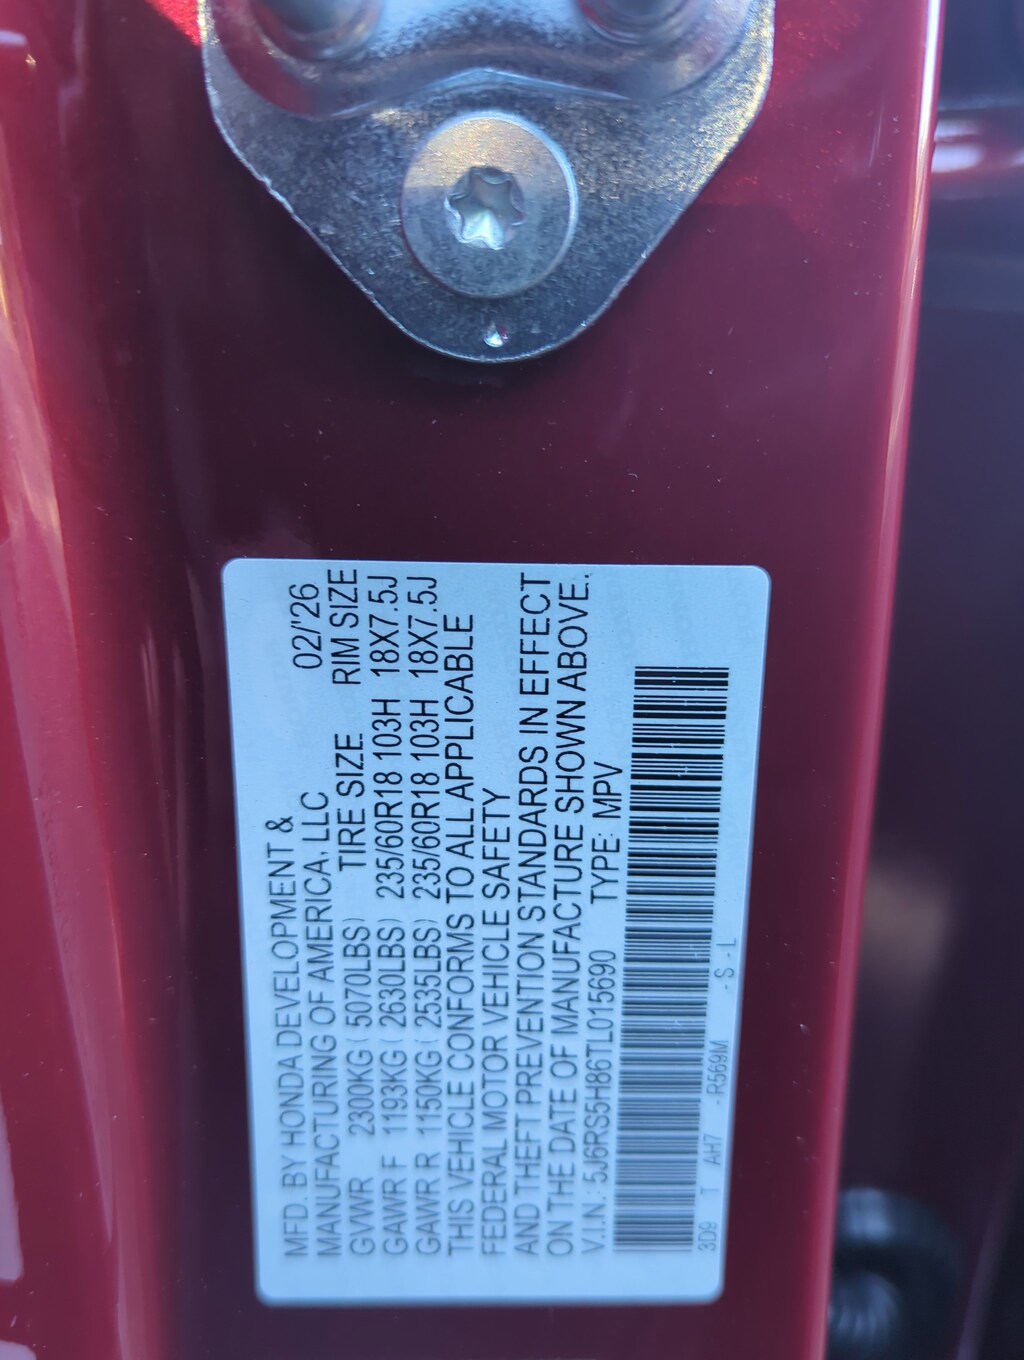 MFD. BY HONDA DEVELOPMENT &
MANUFACTURING OF AMERICA, LLC 02/'26
TIRE SIZE RIM SIZE
GVWR 2300KG ( 5070LBS)
GAWR F 1193KG ( 2630LBS) 235/60R18 103H 18X7.5J
GAWR R 1150KG ( 2535LBS) 235/60R18 103H 18X7.5J
THIS VEHICLE CONFORMS TO ALL APPLICABLE
FEDERAL MOTOR VEHICLE SAFETY
AND THEFT PREVENTION STANDARDS IN EFFECT
ON THE DATE OF MANUFACTURE SHOWN ABOVE.
V.I.N.: 5J6RS5H86TL015690 TYPE: MPV
3D9 T AH7 -R569M -S-L